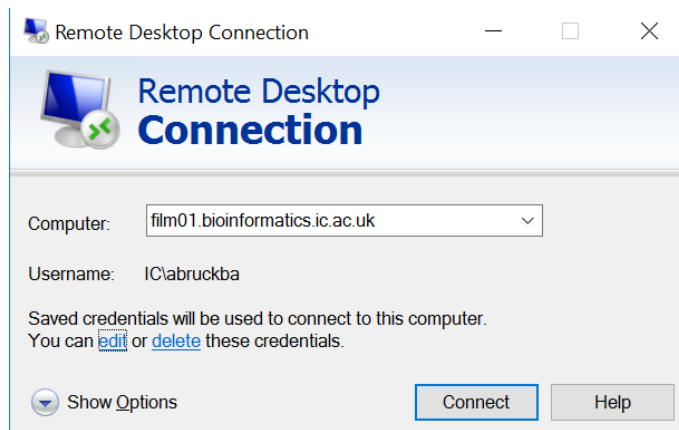 Remote Desktop Connection
Remote Desktop
Connection
Computer: film01.bioinformatics.ic.ac.uk
Username: IC\abruckba
Saved credentials will be used to connect to this computer.
You can edit or delete these credentials.
Show Options Connect Help